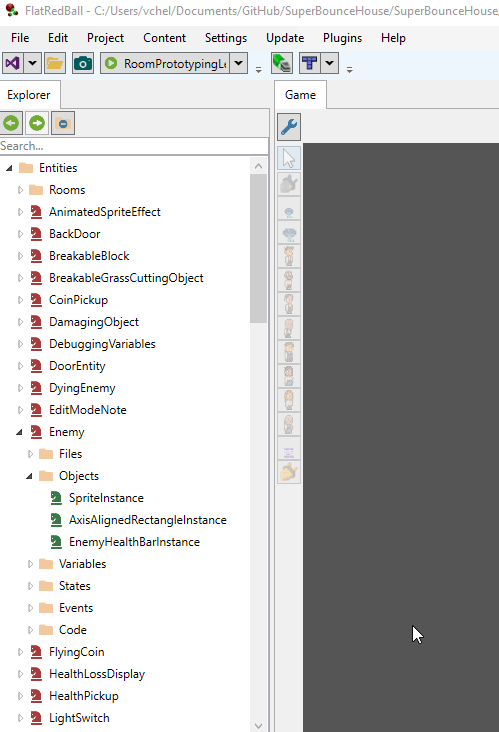 FlatRedBall - C:/Users/vchel/Documents/GitHub/SuperBounceHouse/SuperBounceHouse/
File Edit Project Content Settings Update Plugins Help
RoomPrototypingLe
Explorer Game
Search...
Entities
Rooms
AnimatedSpriteEffect
BackDoor
BreakableBlock
BreakableGrassCuttingObject
CoinPickup
DamagingObject
DebuggingVariables
DoorEntity
DyingEnemy
EditModeNote
Enemy
Files
Objects
SpriteInstance
AxisAlignedRectangleInstance
EnemyHealthBarInstance
Variables
States
Events
Code
FlyingCoin
HealthLossDisplay
HealthPickup
LightSwitch